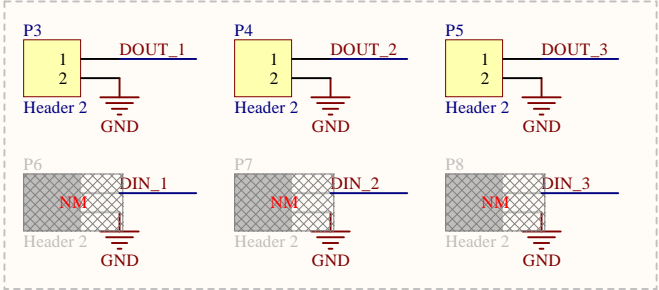 P3
P4
P5
1
DOUT_1
1
DOUT_2
1
DOUT_3
2
2
2
Header 2
Header 2
Header 2
GND
GND
GND
P6
P7
P8
DIN_1
DIN_2
DIN_3
NM
NM
NM
Header 2
Header 2
Header 2
GND
GND
GND